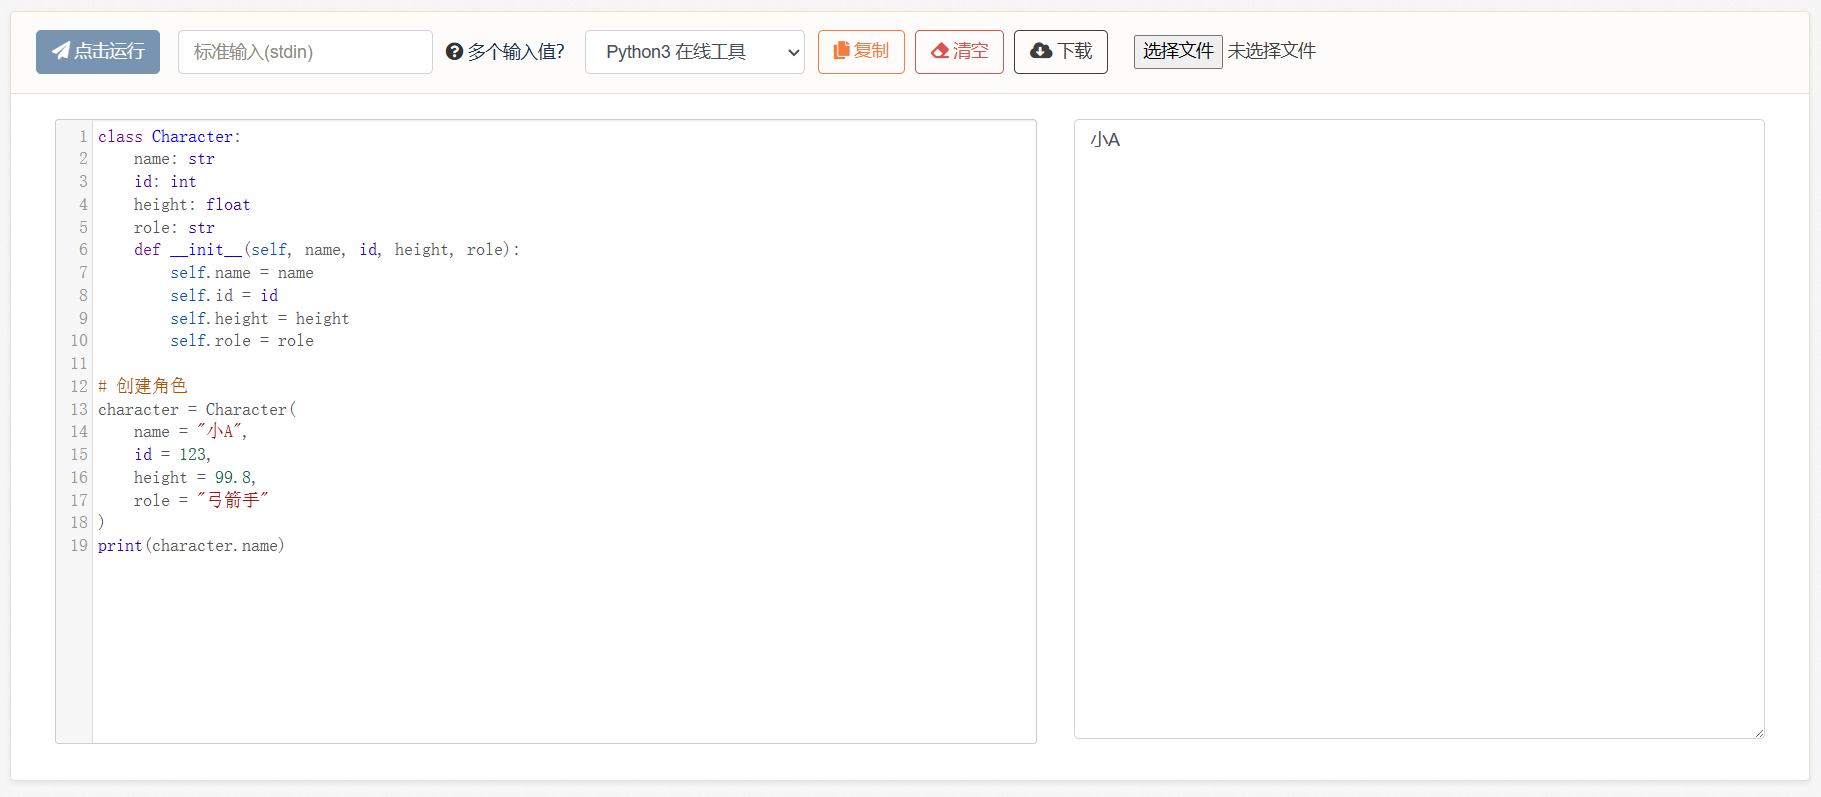 点击运行 标准输入(stdin) 多个输入值? Python3 在线工具 复制 清空 下载 选择文件 未选择文件
1 class Character:
2     name: str
3     id: int
4     height: float
5     role: str
6     def __init__(self, name, id, height, role):
7         self.name = name
8         self.id = id
9         self.height = height
10         self.role = role
11
12 # 创建角色
13 character = Character(
14     name = "小A",
15     id = 123,
16     height = 99.8,
17     role = "弓箭手"
18 )
19 print(character.name)
小A